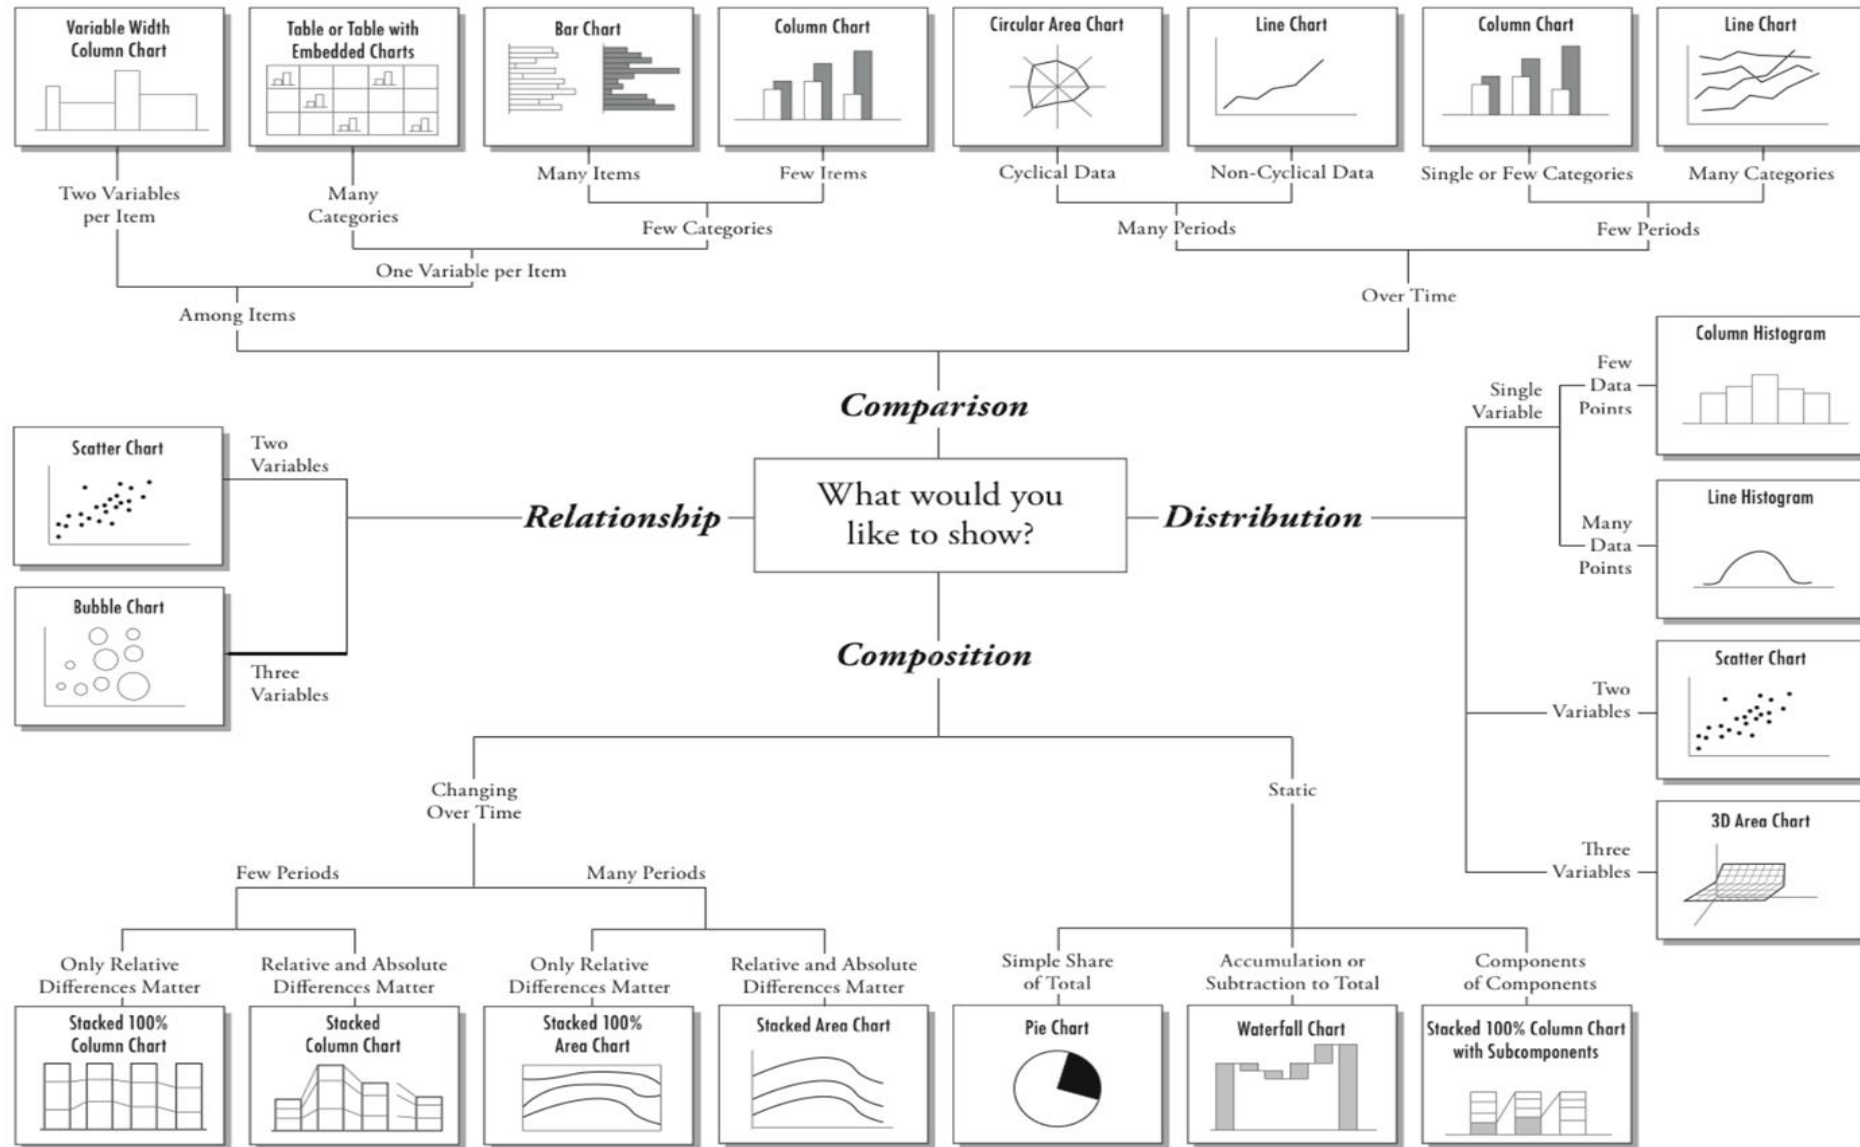 Variable Width
Column Chart
Table or Table with
Embedded Charts
Bar Chart
Column Chart
Circular Area Chart
Line Chart
Column Chart
Line Chart
Two Variables
per Item
Many
Categories
Many Items
Few Items
Cyclical Data
Non-Cyclical Data
Single or Few Categories
Many Categories
Few Categories
Many Periods
Few Periods
One Variable per Item
Among Items
Over Time
Comparison
What would you
like to show?
Relationship
Two
Variables
Scatter Chart
Bubble Chart
Three
Variables
Distribution
Single
Variable
Few
Data
Points
Column Histogram
Many
Data
Points
Line Histogram
Two
Variables
Scatter Chart
Three
Variables
3D Area Chart
Composition
Changing
Over Time
Static
Few Periods
Many Periods
Only Relative
Differences Matter
Relative and Absolute
Differences Matter
Only Relative
Differences Matter
Relative and Absolute
Differences Matter
Simple Share
of Total
Accumulation or
Subtraction to Total
Components
of Components
Stacked 100%
Column Chart
Stacked
Column Chart
Stacked 100%
Area Chart
Stacked Area Chart
Pie Chart
Waterfall Chart
Stacked 100% Column Chart
with Subcomponents